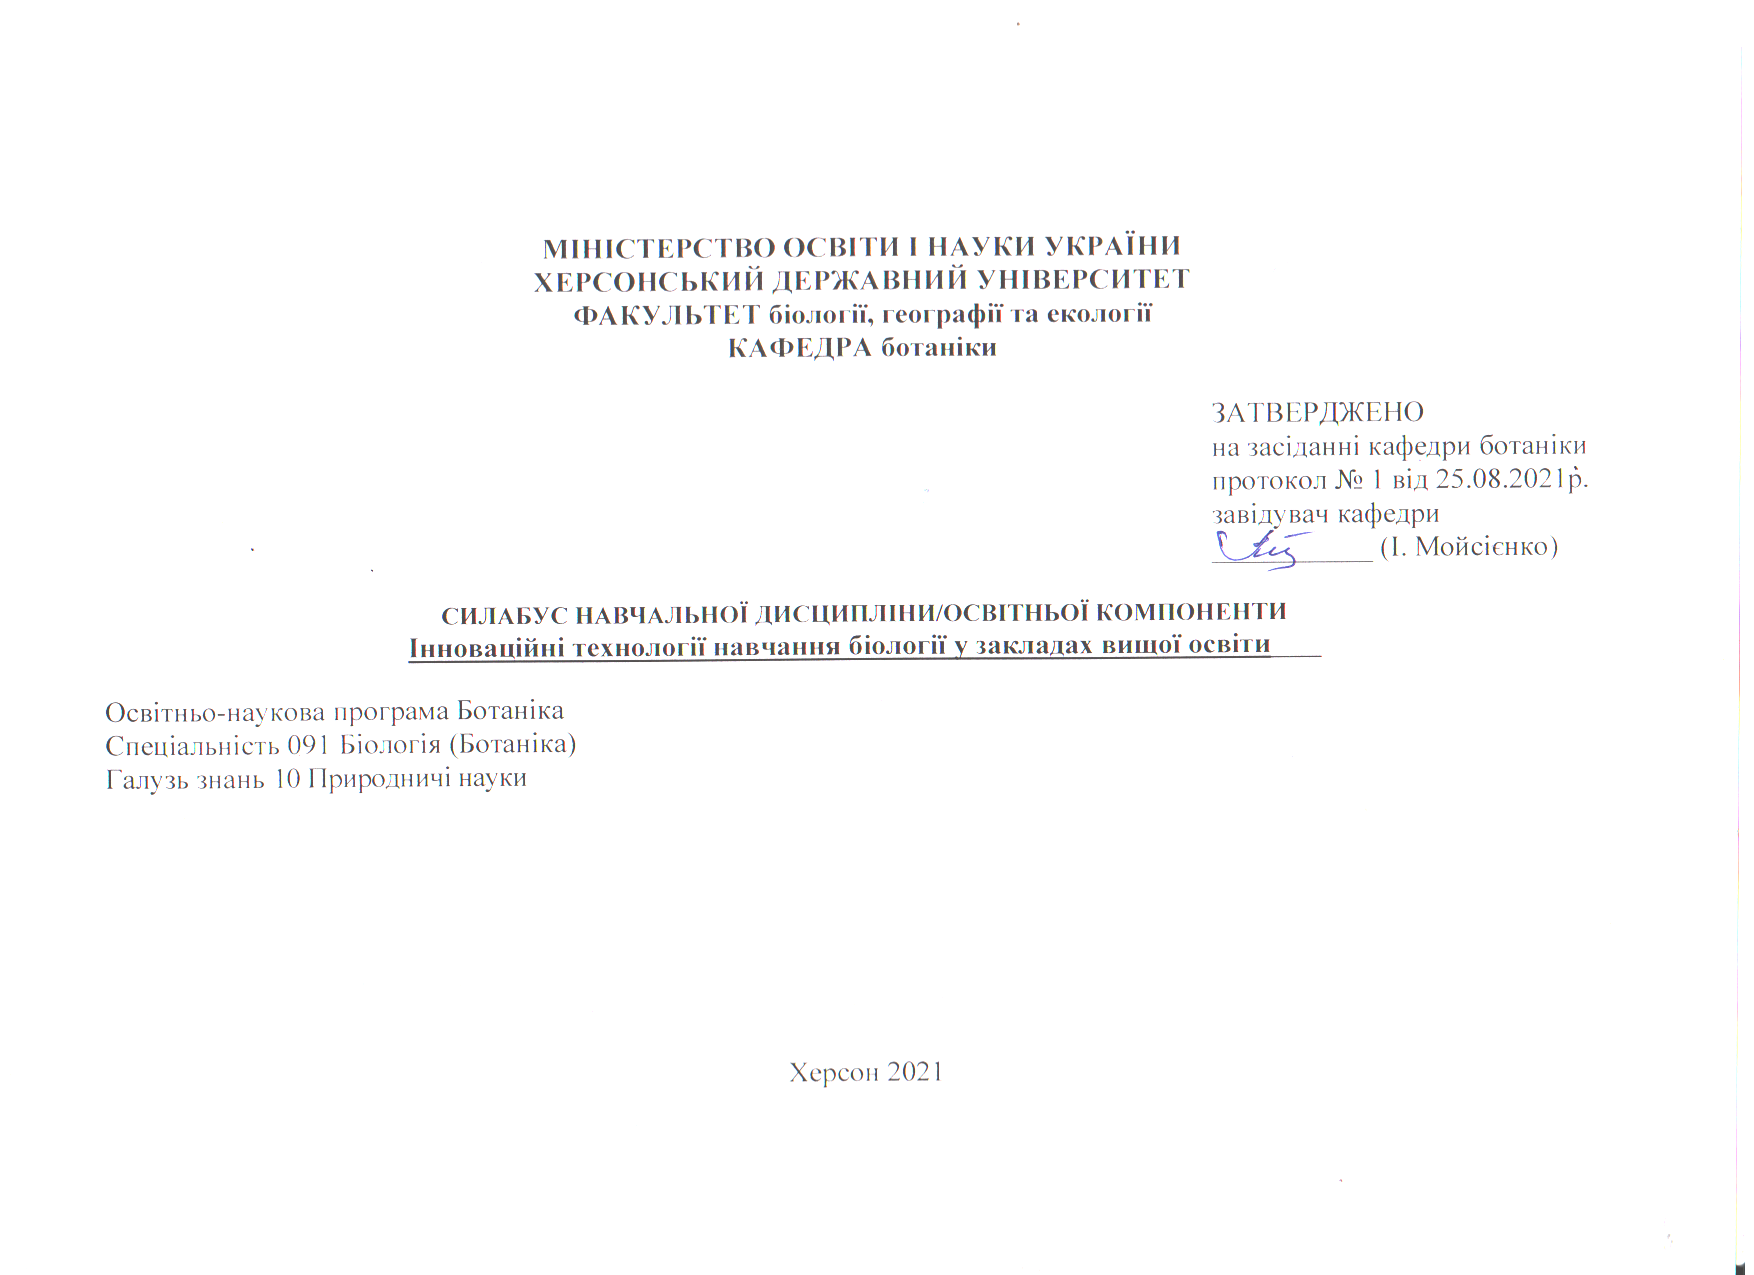 МІНІСТЕРСТВО ОСВІТИ І НАУКИ УКРАЇНИ
ХЕРСОНСЬКИЙ ДЕРЖАВНИЙ УНІВЕРСИТЕТ
ФАКУЛЬТЕТ біології, географії та екології
КАФЕДРА ботаніки
ЗАТВЕРДЖЕНО
на засіданні кафедри ботаніки
протокол № 1 від 25.08.2021р.
завідувач кафедри
(І. Мойсієнко)
СИЛАБУС НАВЧАЛЬНОЇ ДИСЦИПЛІНИ/ОСВІТНЬОЇ КОМПОНЕНТИ
Інноваційні технології навчання біології у закладах вищої освіти
Освітньо-наукова програма Ботаніка
Спеціальність 091 Біологія (Ботаніка)
Галузь знань 10 Природничі науки
Херсон 2021